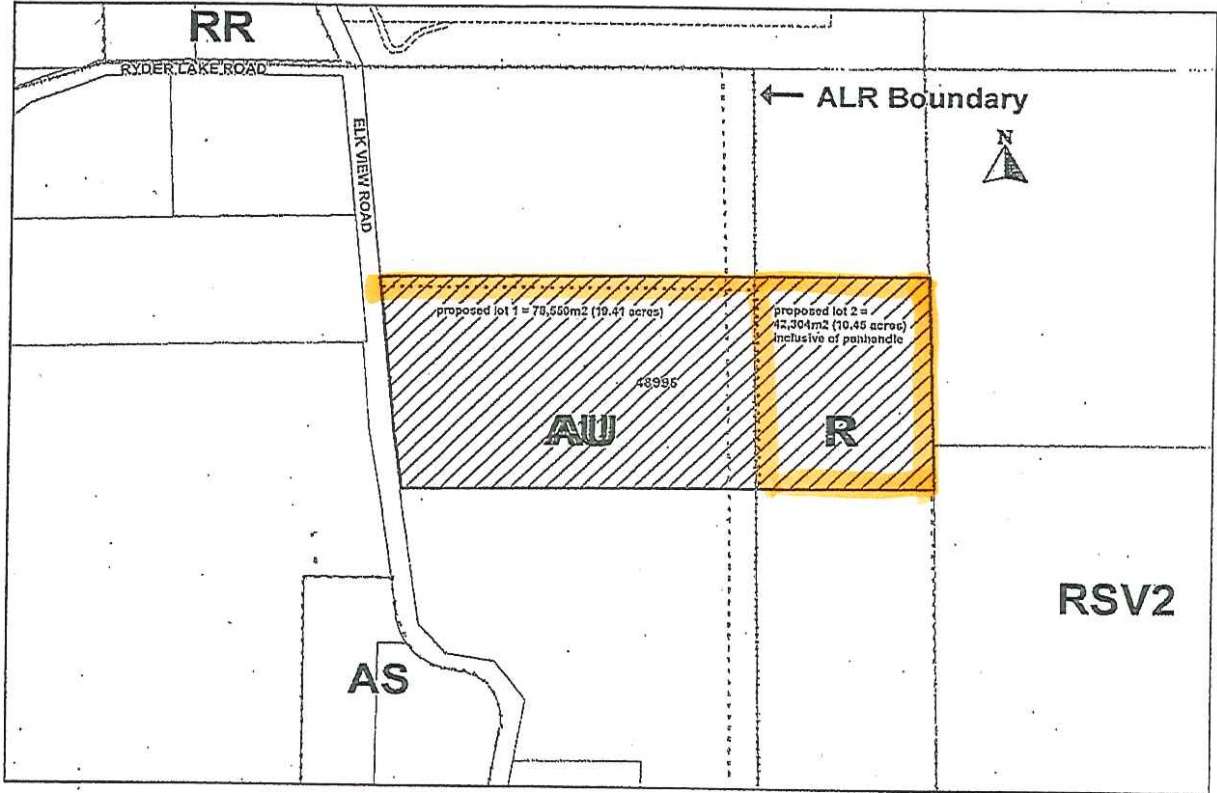 RR
RYDER LAKE ROAD
← ALR Boundary
N
ELK VIEW ROAD
proposed lot 1 = 78,550m2 (19.41 acres)
proposed lot 2 =
42,304m2 (10.45 acres)
inclusive of panhandle
48995
AU
R
RSV2
AS